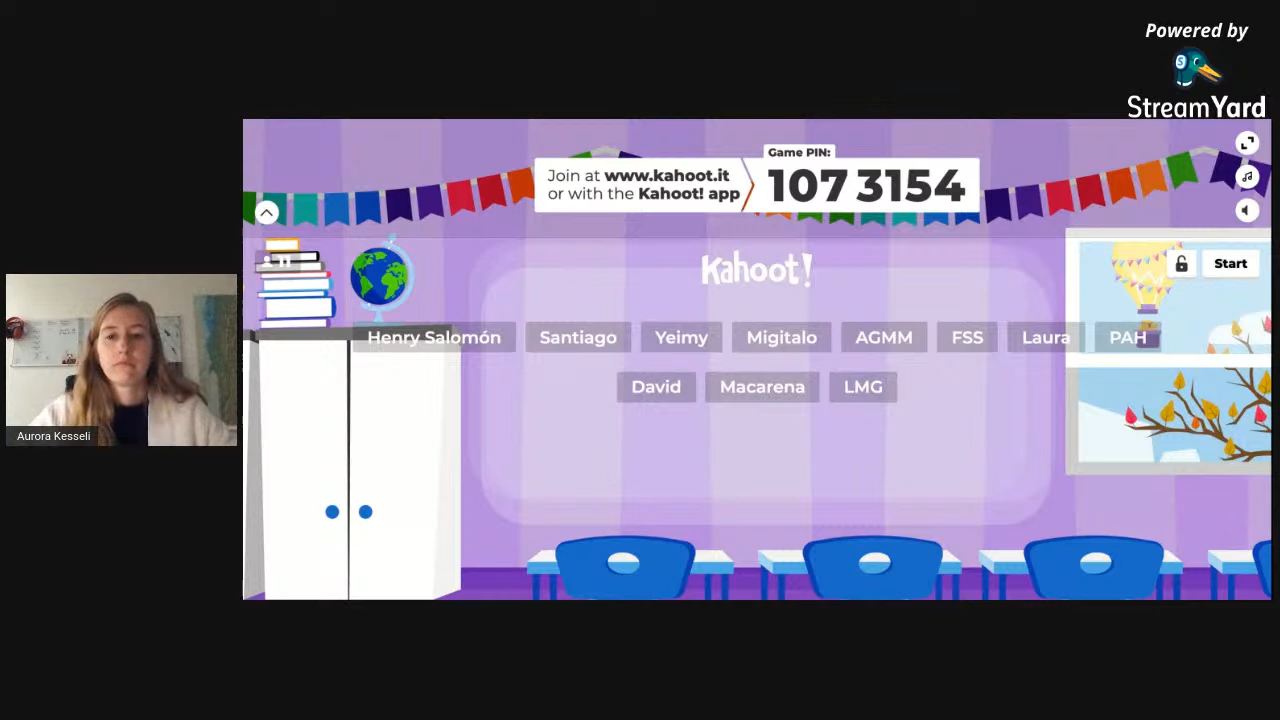 Powered by
StreamYard
Game PIN:
Join at www.kahoot.it
or with the Kahoot! app
107 3154
11
Kahoot!
Start
Henry Salomón Santiago Yeimy Migitalo AGMM FSS Laura PAH
David Macarena LMG
Aurora Kesseli